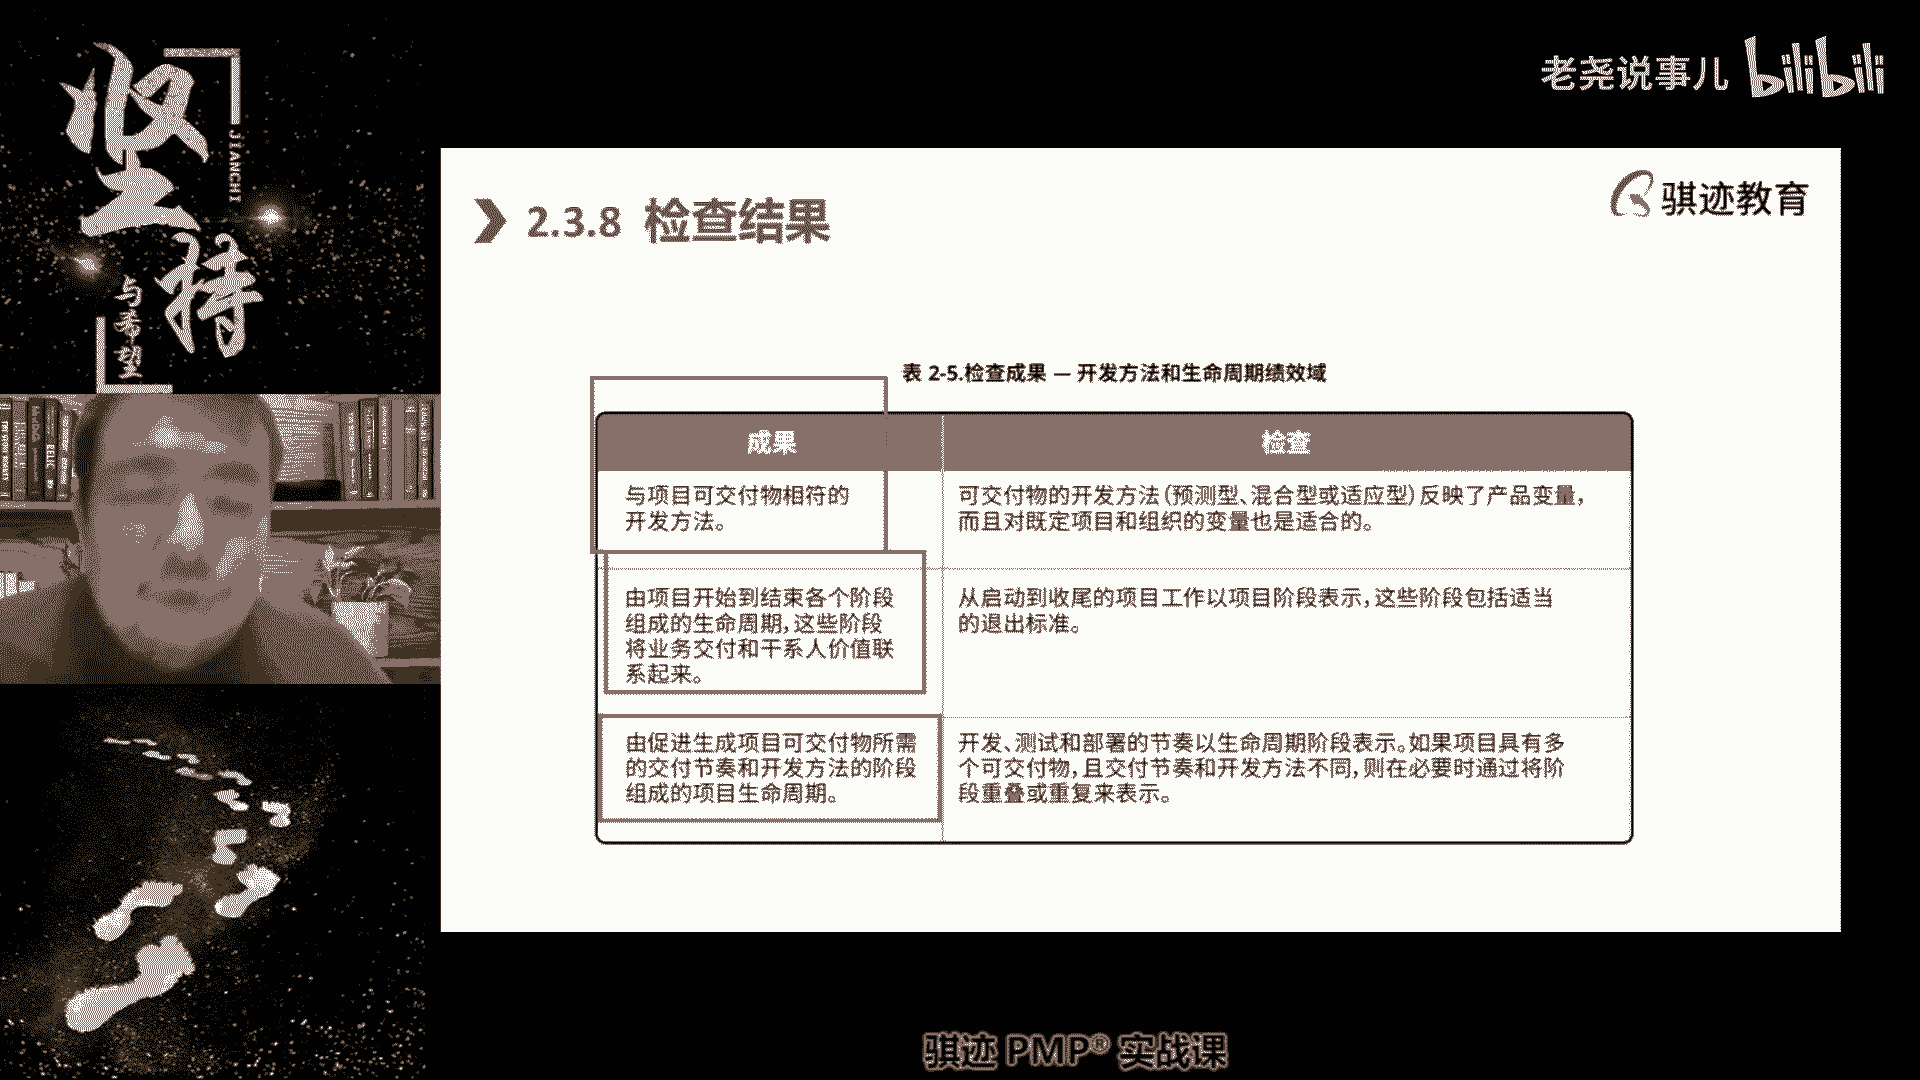 坚持
JIANCHI
与希望
老尧说事儿 bilibili
骐迹教育
2.3.8 检查结果
表 2-5.检查成果 — 开发方法和生命周期绩效域
成果
检查
与项目可交付物相符的
开发方法。
可交付物的开发方法（预测型、混合型或适应型）反映了产品变量，
而且对既定项目和组织的变量也是适合的。
由项目开始到结束各个阶段
组成的生命周期，这些阶段
将业务交付和干系人价值联
系起来。
从启动到收尾的项目工作以项目阶段表示，这些阶段包括适当
的退出标准。
由促进生成项目可交付物所需
的交付节奏和开发方法的阶段
组成的项目生命周期。
开发、测试和部署的节奏以生命周期阶段表示。如果项目具有多
个可交付物，且交付节奏和开发方法不同，则在必要时通过将阶
段重叠或重复来表示。
骐迹 PMP® 实战课